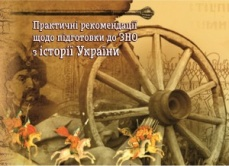 Практичні рекомендації
щодо підготовки до ЗНО
з історії України